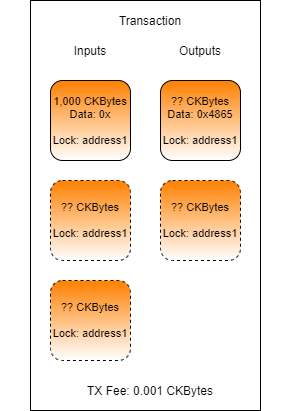 Transaction
Inputs
Outputs
1,000 CKBytes
Data: 0x
Lock: address1
?? CKBytes
Data: 0x4865
Lock: address1
?? CKBytes
Lock: address1
?? CKBytes
Lock: address1
?? CKBytes
Lock: address1
TX Fee: 0.001 CKBytes